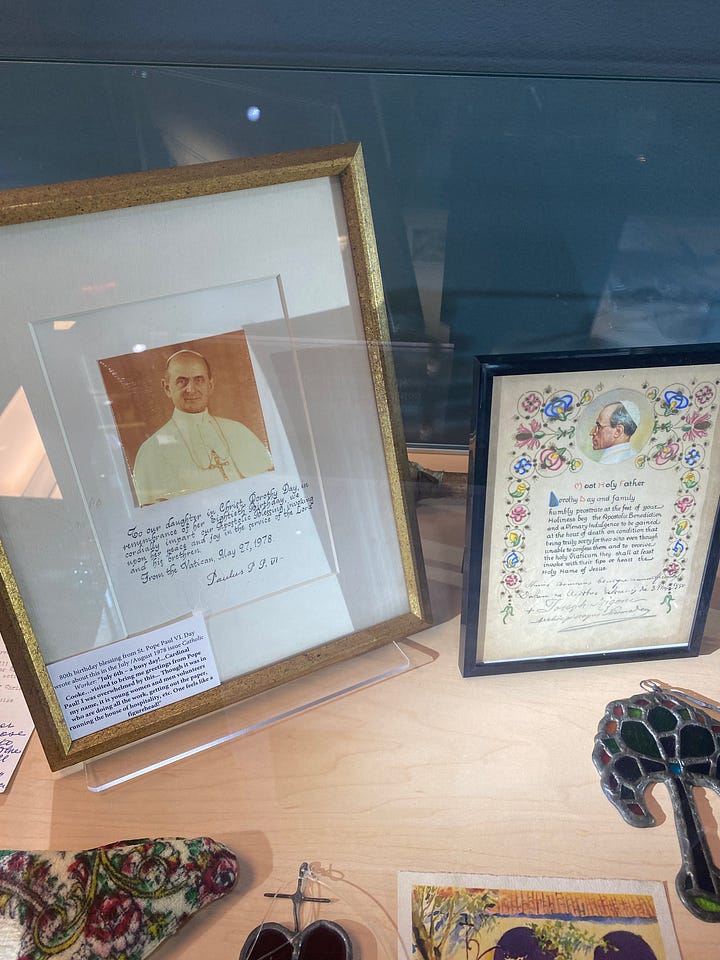 To our daughter in Christ, Dorothy Day, in
remembrance of her Eightieth Birthday, we
cordially impart our Apostolic Blessing, invoking
upon her peace and joy in the service of the Lord
and his brethren.
From the Vatican, May 27, 1978.
Paulus P.P. VI
80th birthday blessing from St. Pope Paul VI. Day
wrote about this in the July/August 1978 issue Catholic
Worker: "July 6th - a busy day!...Cardinal
Cooke...visited to bring me greetings from Pope
Paul! I was overwhelmed by this... Though it was in
my name, it is young women and men volunteers
who are doing all the work, getting out the paper,
running the house of hospitality, etc. One feels like a
figurehead!"
Most Holy Father
Dorothy Day and family
humbly prostrate at the feet of your
Holiness beg the Apostolic Benediction
and a Plenary Indulgence to be gained
at the hour of death on condition that
being truly sorry for their sins even though
unable to confess them and to receive
the holy Viaticum they shall at least
invoke with their lips or heart the
Holy Name of Jesus